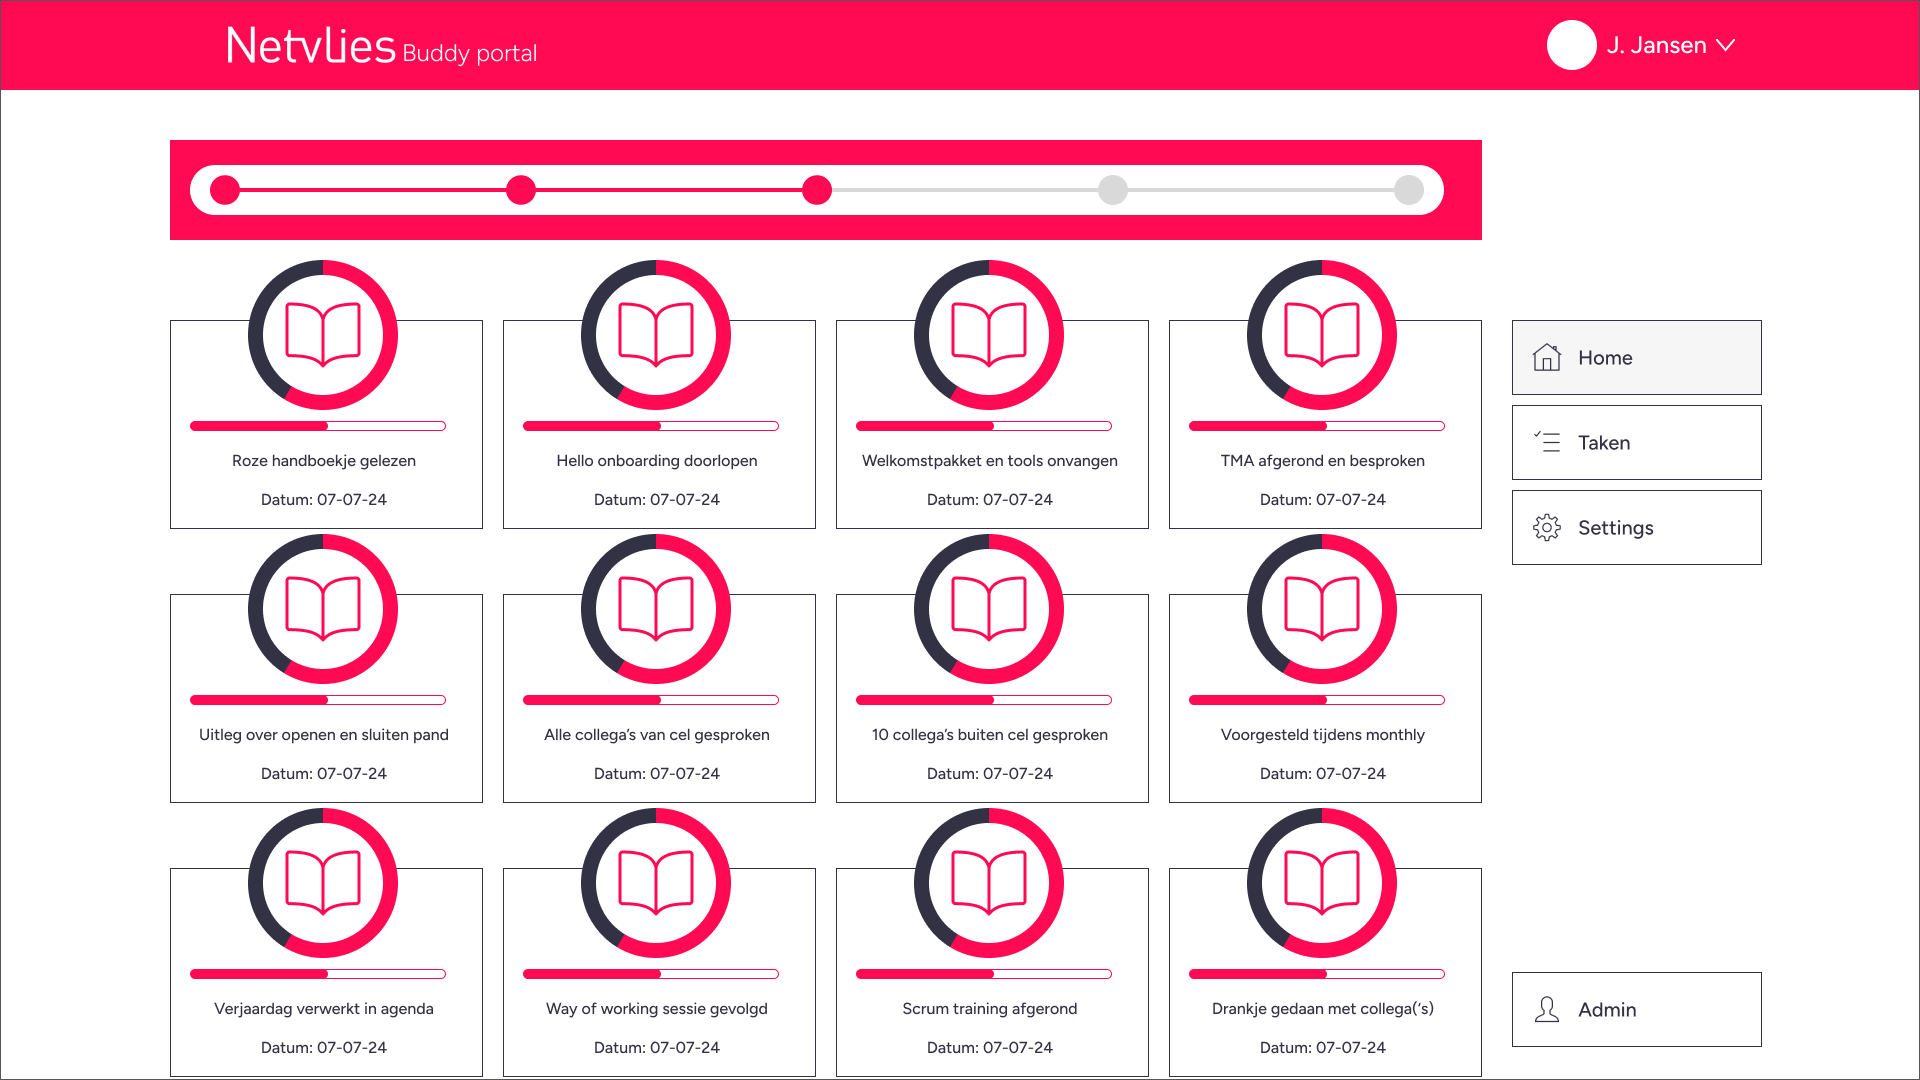 Netvlies Buddy portal
J. Jansen
Roze handboekje gelezen
Datum: 07-07-24
Hello onboarding doorlopen
Datum: 07-07-24
Welkomstpakket en tools onvangen
Datum: 07-07-24
TMA afgerond en besproken
Datum: 07-07-24
Uitleg over openen en sluiten pand
Datum: 07-07-24
Alle collega’s van cel gesproken
Datum: 07-07-24
10 collega’s buiten cel gesproken
Datum: 07-07-24
Voorgesteld tijdens monthly
Datum: 07-07-24
Verjaardag verwerkt in agenda
Datum: 07-07-24
Way of working sessie gevolgd
Datum: 07-07-24
Scrum training afgerond
Datum: 07-07-24
Drankje gedaan met collega(‘s)
Datum: 07-07-24
Home
Taken
Settings
Admin